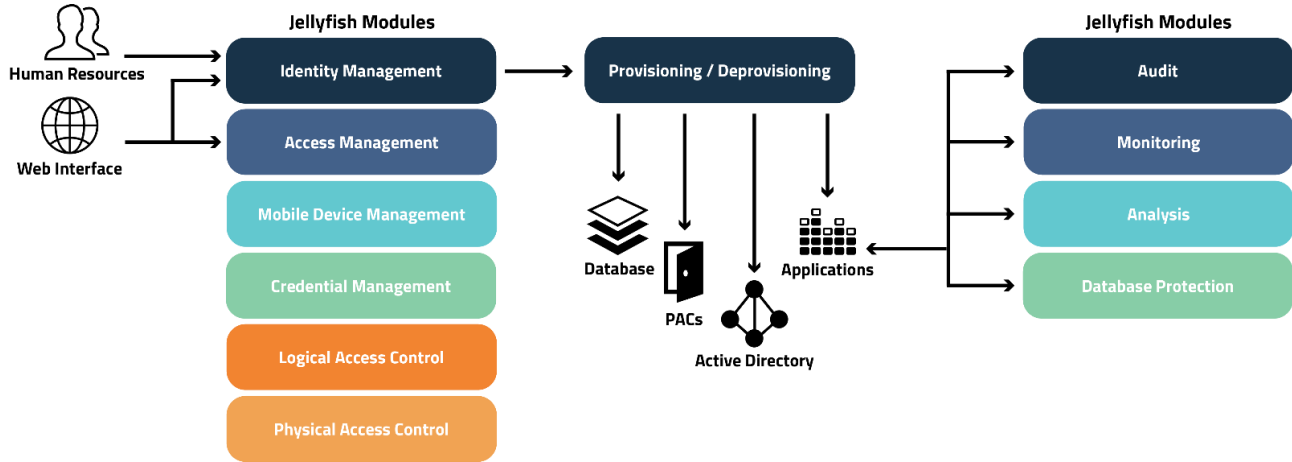 Jellyfish Modules
Human Resources
Web Interface
Identity Management
Access Management
Mobile Device Management
Credential Management
Logical Access Control
Physical Access Control
Provisioning / Deprovisioning
Database
PACs
Active Directory
Applications
Jellyfish Modules
Audit
Monitoring
Analysis
Database Protection